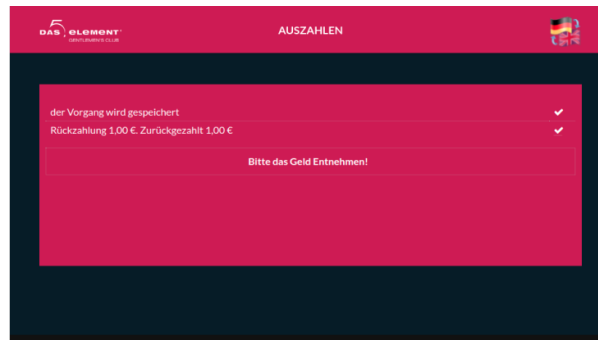 5
DAS ELEMENT
GENTLEMEN'S CLUB
AUSZAHLEN
der Vorgang wird gespeichert
Rückzahlung 1,00 €. Zurückgezahlt 1,00 €
Bitte das Geld Entnehmen!